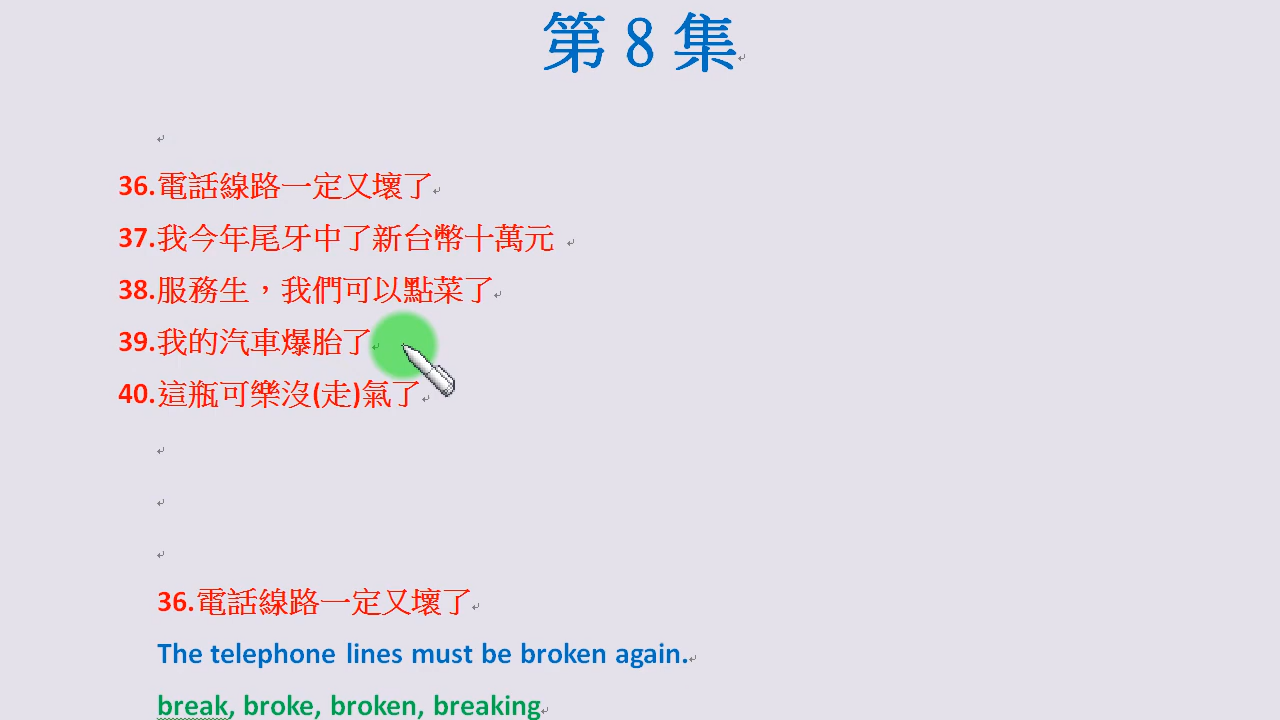 第 8 集
36.電話線路一定又壞了
37.我今年尾牙中了新台幣十萬元
38.服務生，我們可以點菜了
39.我的汽車爆胎了
40.這瓶可樂沒(走)氣了
36.電話線路一定又壞了
The telephone lines must be broken again.
break, broke, broken, breaking